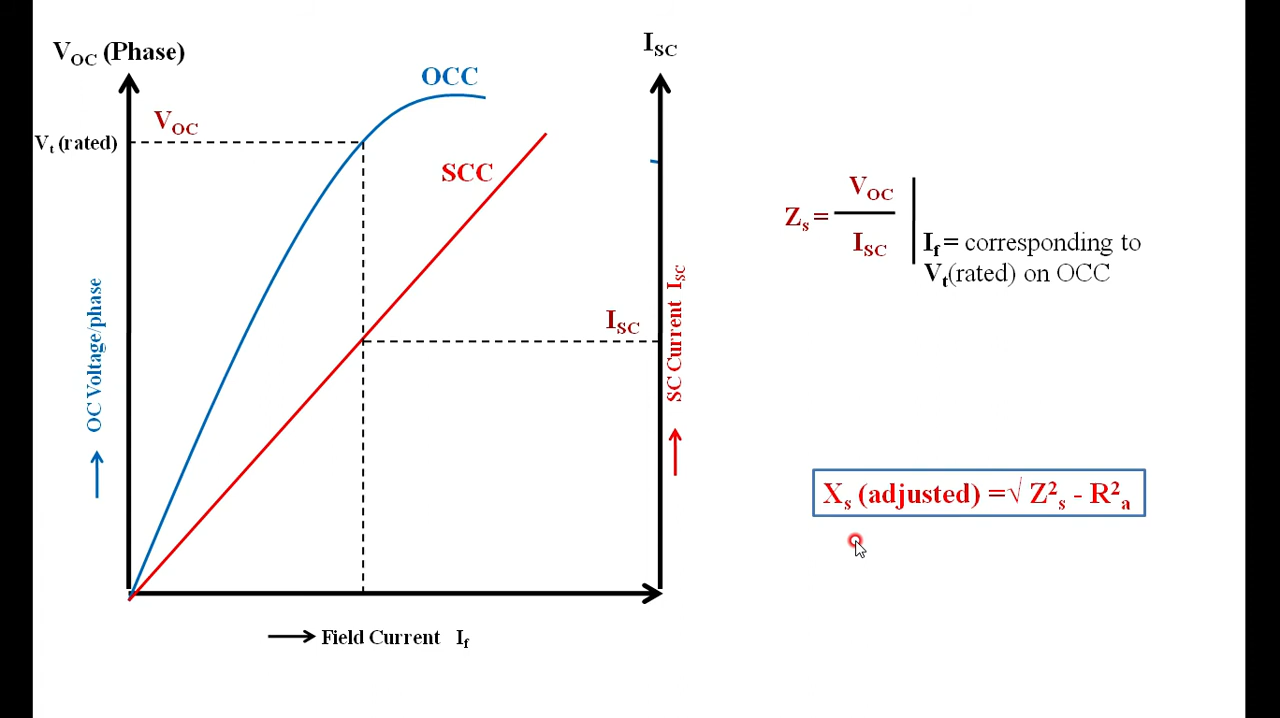 V_OC (Phase)
I_SC
OCC
V_OC
V_t (rated)
SCC
V_OC
Z_s =
I_SC
I_f = corresponding to
V_t(rated) on OCC
OC Voltage/phase
SC Current I_SC
I_SC
X_s (adjusted) =√ Z²_s - R²_a
Field Current I_f